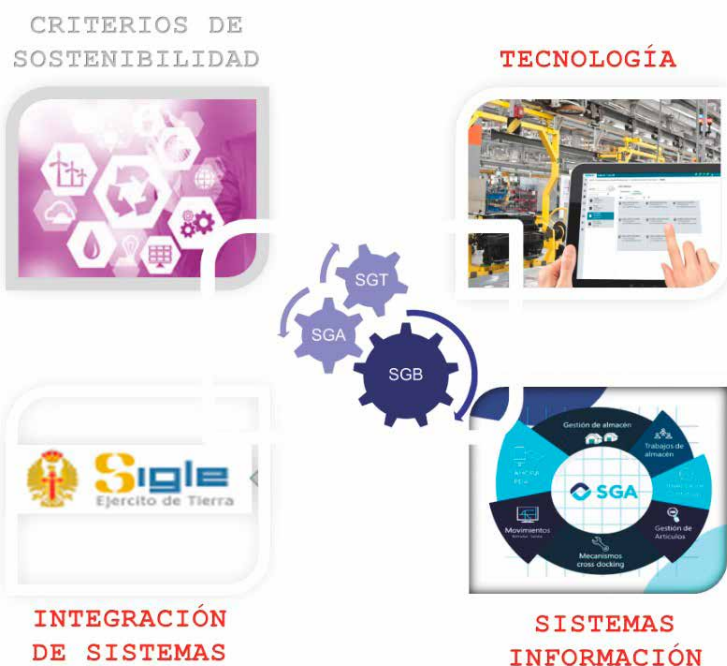 CRITERIOS DE
SOSTENIBILIDAD
TECNOLOGÍA
SGT
SGA
SGB
Sigle
Ejercito de Tierra
Gestión de almacén
Trabajos de
almacén
SGA
Movimientos
Gestión de
Artículos
Mecanismos
cross docking
INTEGRACIÓN
DE SISTEMAS
SISTEMAS
INFORMACIÓN